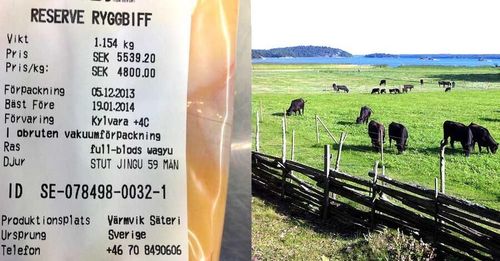 RESERVE RYGGBIFF
Vikt 1.154 kg
Pris SEK 5539.20
Pris/kg: SEK 4800.00
Förpackning 05.12.2013
Bäst Före 19.01.2014
Förvaring Kylvara +4C
I obruten vakuumförpackning
Ras full-blods wagyu
Djur STUT JINGU 59 MAN
ID SE-078498-0032-1
Produktionsplats Värmvik Säteri
Ursprung Sverige
Telefon +46 70 8490606